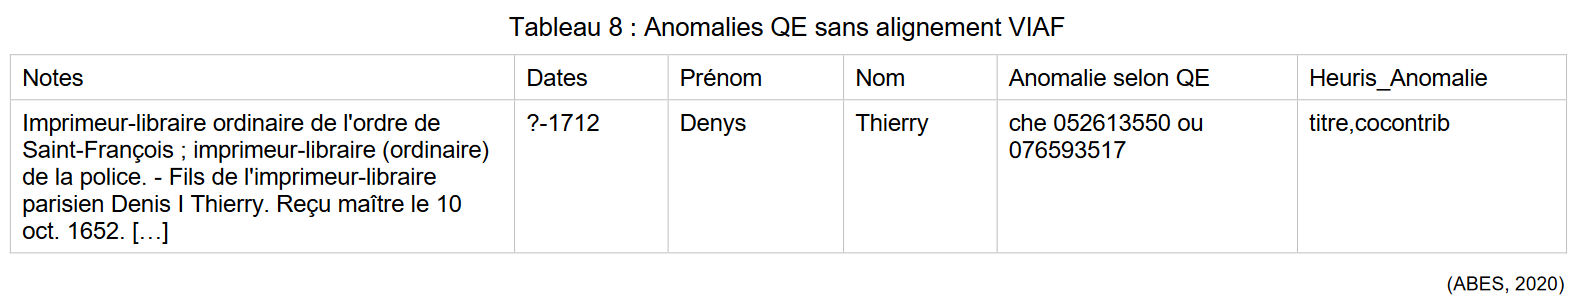 Tableau 8 : Anomalies QE sans alignement VIAF
Notes Dates Prénom Nom Anomalie selon QE Heuris_Anomalie
Imprimeur-libraire ordinaire de l'ordre de ?-1712 Denys Thierry che 052613550 ou titre,cocontrib
Saint-François ; imprimeur-libraire (ordinaire) 076593517
de la police. - Fils de l'imprimeur-libraire
parisien Denis I Thierry. Reçu maître le 10
oct. 1652. […]
(ABES, 2020)